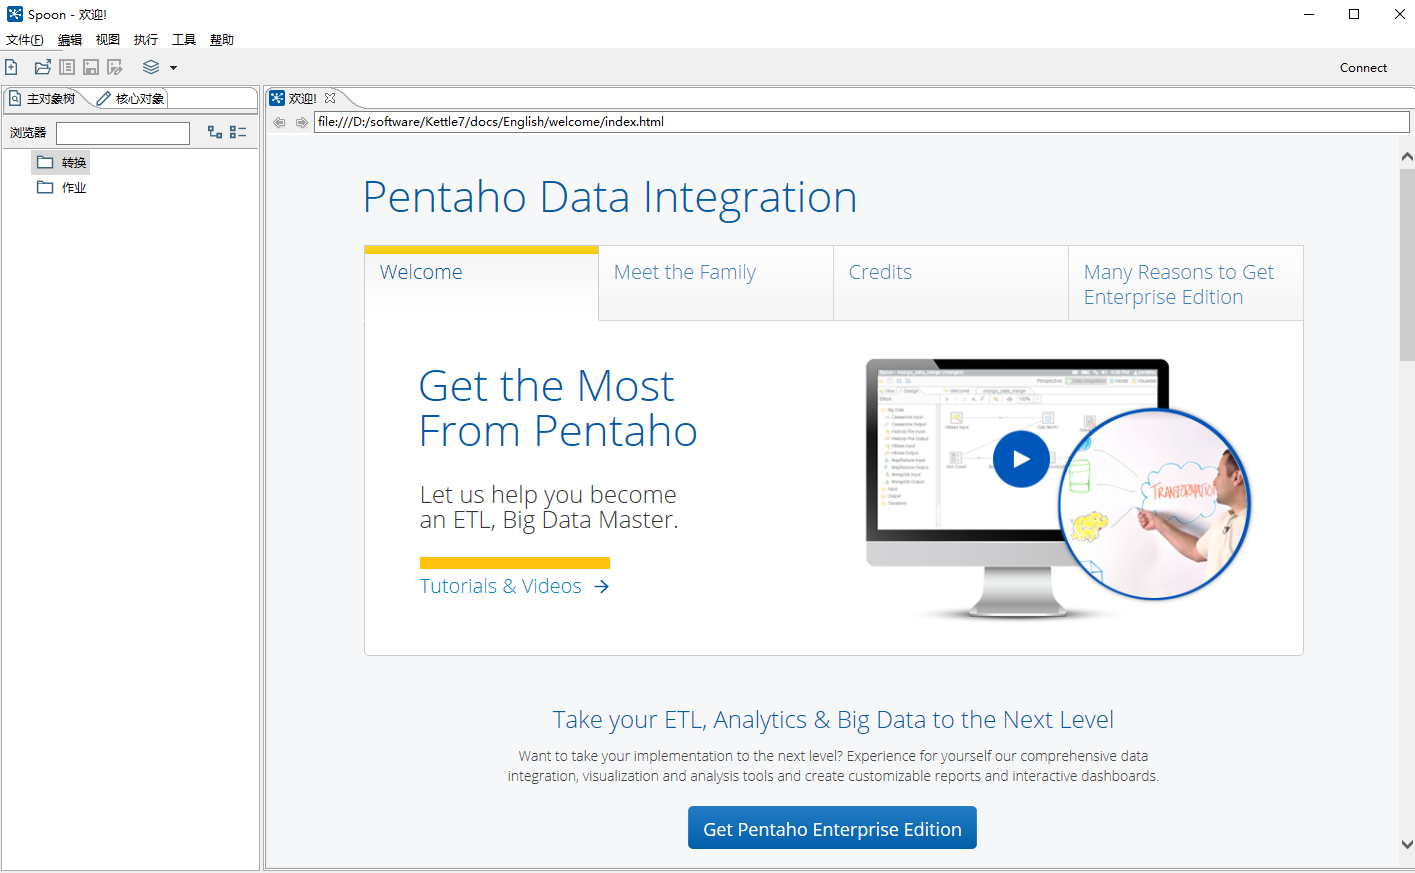 Spoon - 欢迎!
文件(F) 编辑 视图 执行 工具 帮助
Connect
主对象树 核心对象
欢迎!
浏览器
file:///D:/software/Kettle7/docs/English/welcome/index.html
转换
作业
Pentaho Data Integration
Welcome
Meet the Family
Credits
Many Reasons to Get
Enterprise Edition
Get the Most
From Pentaho
Let us help you become
an ETL, Big Data Master.
Tutorials & Videos
TRANSFORMATION
Take your ETL, Analytics & Big Data to the Next Level
Want to take your implementation to the next level? Experience for yourself our comprehensive data
integration, visualization and analysis tools and create customizable reports and interactive dashboards.
Get Pentaho Enterprise Edition